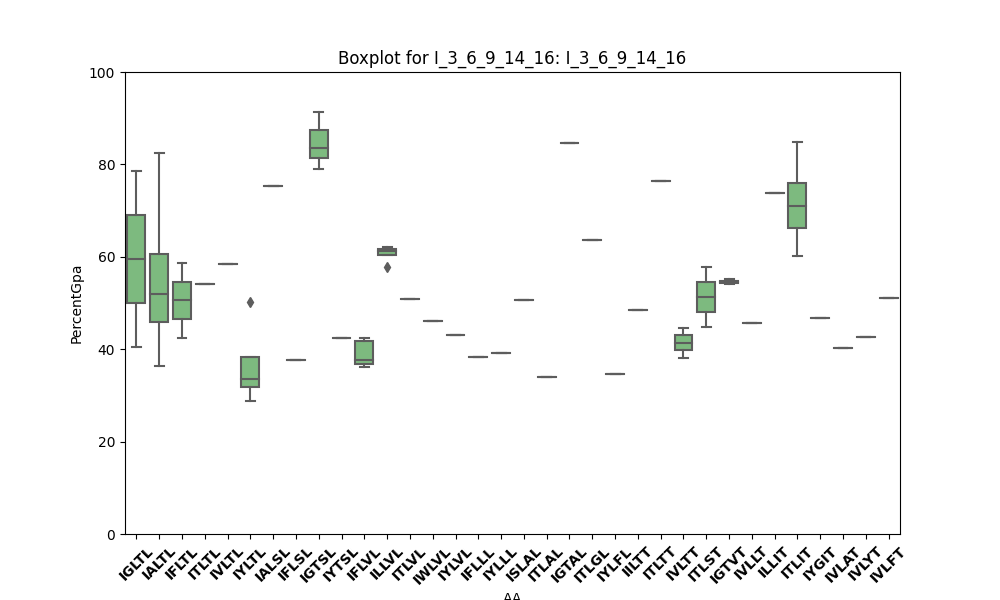 Boxplot for I_3_6_9_14_16: I_3_6_9_14_16
PercentGpa
100
80
60
40
20
0
IGLTL
IALTL
IFLTL
ITLTL
IVLTL
IYLTL
IALSL
IFLSL
IGTSL
IYTSL
IFLVL
ILLVL
ITLVL
IWLVL
IYLVL
IFLLL
IYLLL
ISLAL
ITLAL
IGTAL
ITLGL
IYLFL
IILTT
ITLTT
IVLTT
ITLST
IGTVT
IVLLT
ILLIT
ITLIT
IYGIT
IVLAT
IVLYT
IVLFT
AA